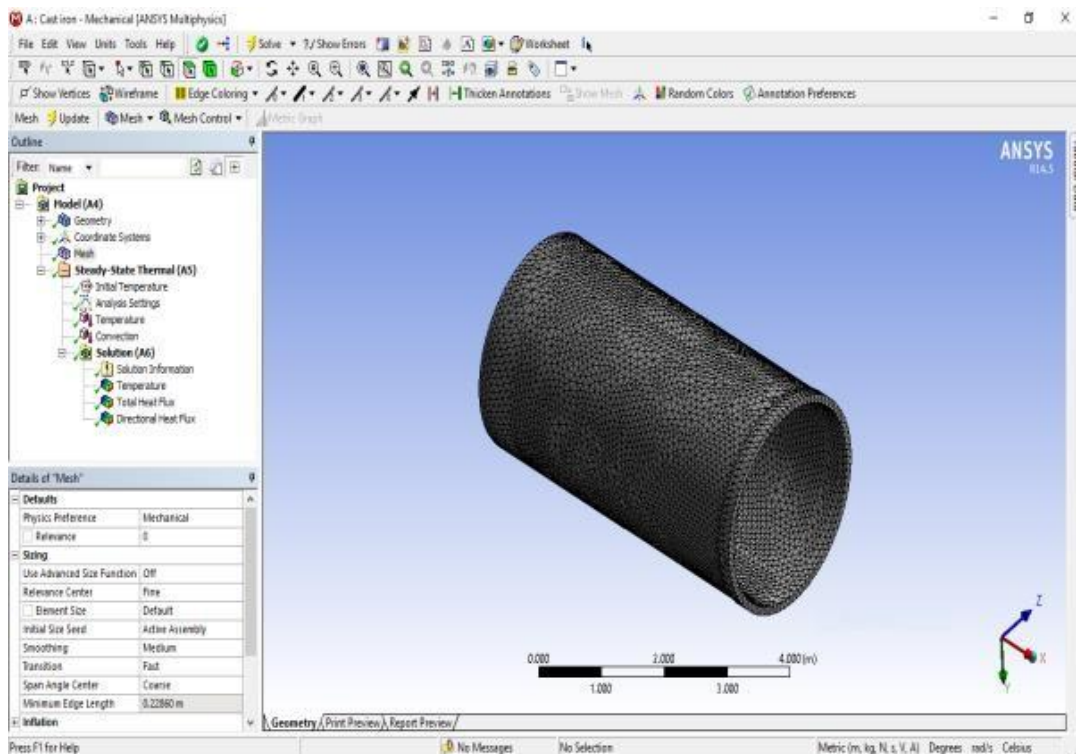 A : Cast iron - Mechanical [ANSYS Multiphysics]
File Edit View Units Tools Help Solve ?/ Show Errors Worksheet
Show Vertices Wireframe Edge Coloring Thicken Annotations Show Mesh Random Colors Annotation Preferences
Mesh Update Mesh Mesh Control Metric Graph
Outline
Filter: Name
Project
Model (A4)
Geometry
Coordinate Systems
Mesh
Steady-State Thermal (A5)
Initial Temperature
Analysis Settings
Temperature
Convection
Solution (A6)
Solution Information
Temperature
Total Heat Flux
Directional Heat Flux
Details of "Mesh"
Defaults
Physics Preference Mechanical
Relevance 0
Sizing
Use Advanced Size Function Off
Relevance Center Fine
Element Size Default
Initial Size Seed Active Assembly
Smoothing Medium
Transition Fast
Span Angle Center Coarse
Minimum Edge Length 0.22860 m
Inflation
ANSYS
R14.5
Z
X
Y
0.000 2.000 4.000 (m)
1.000 3.000
Geometry Print Preview Report Preview
Press F1 for Help No Messages No Selection Metric (m, kg, N, s, V, A) Degrees rad/s Celsius